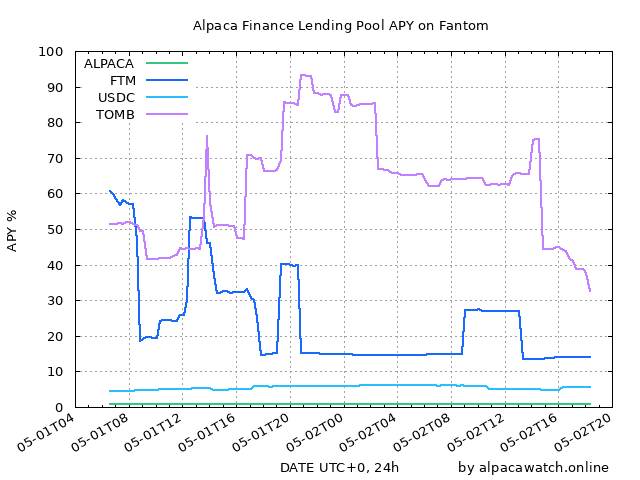 Alpaca Finance Lending Pool APY on Fantom
ALPACA
FTM
USDC
TOMB
APY %
100
90
80
70
60
50
40
30
20
10
0
05-01T04
05-01T08
05-01T12
05-01T16
05-01T20
05-02T00
05-02T04
05-02T08
05-02T12
05-02T16
05-02T20
DATE UTC+0, 24h
by alpacawatch.online